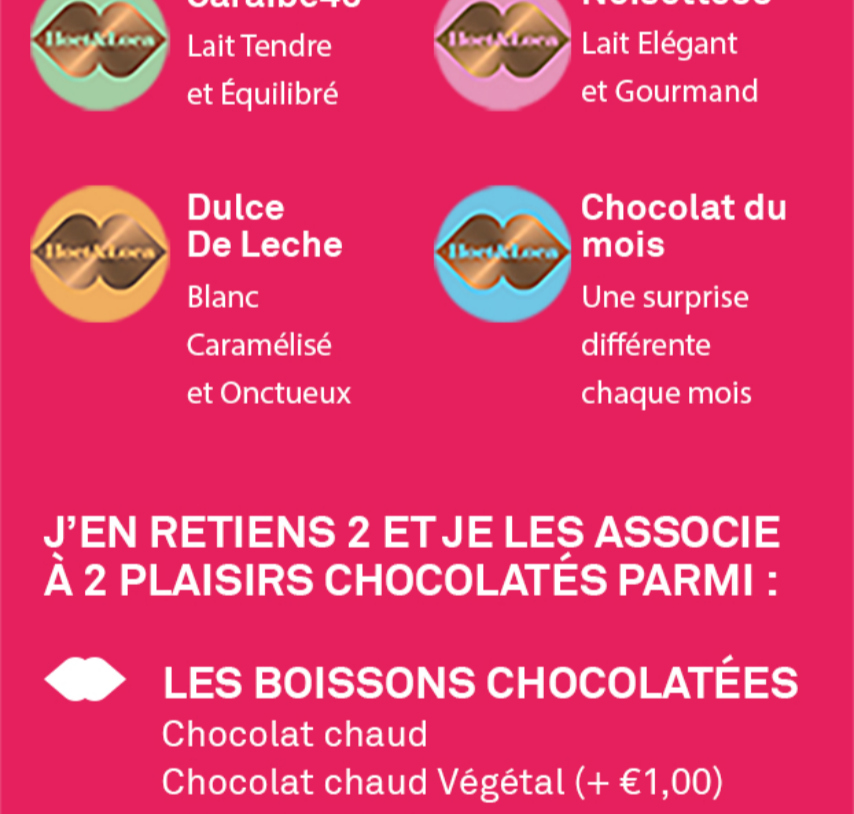 Lait Tendre
et Équilibré
Lait Elégant
et Gourmand
Dulce
De Leche
Blanc
Caramélisé
et Onctueux
Chocolat du
mois
Une surprise
différente
chaque mois
J’EN RETIENS 2 ET JE LES ASSOCIE
À 2 PLAISIRS CHOCOLATÉS PARMI :
LES BOISSONS CHOCOLATÉES
Chocolat chaud
Chocolat chaud Végétal (+ €1,00)